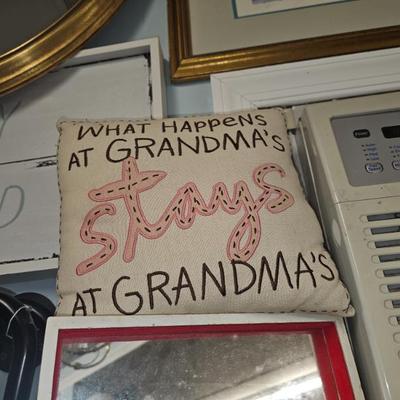 WHAT HAPPENS
AT GRANDMA'S
stays
AT GRANDMA'S